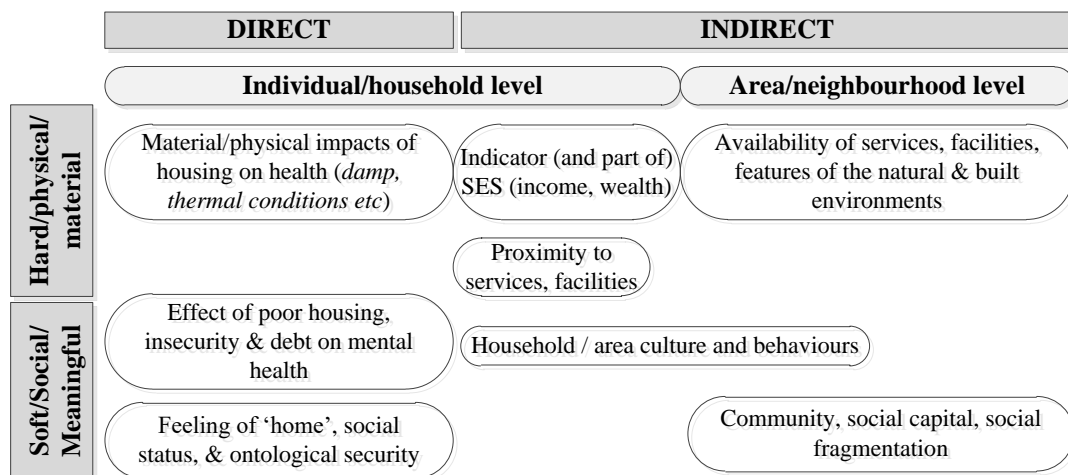 DIRECT
INDIRECT
Individual/household level
Area/neighbourhood level
Hard/physical/
material
Material/physical impacts of
housing on health (damp,
thermal conditions etc)
Indicator (and part of)
SES (income, wealth)
Availability of services, facilities,
features of the natural & built
environments
Proximity to
services, facilities
Soft/Social/
Meaningful
Effect of poor housing,
insecurity & debt on mental
health
Household / area culture and behaviours
Feeling of ‘home’, social
status, & ontological security
Community, social capital, social
fragmentation